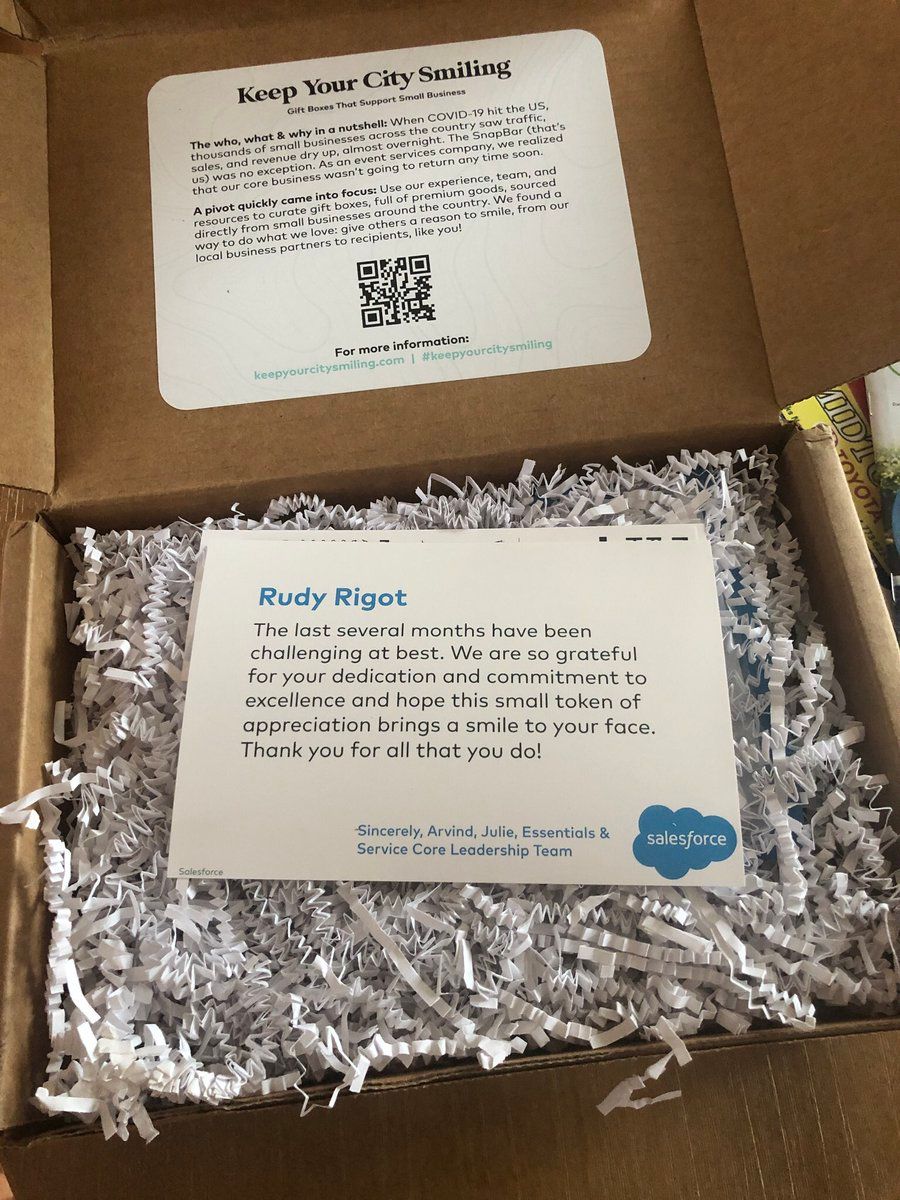 Keep Your City Smiling
Gift Boxes That Support Small Business
The who, what & why in a nutshell: When COVID-19 hit the US,
thousands of small businesses across the country saw traffic,
sales, and revenue dry up, almost overnight. The SnapBar (that's
us) was no exception. As an event services company, we realized
that our core business wasn't going to return any time soon.
A pivot quickly came into focus: Use our experience, team, and
resources to curate gift boxes, full of premium goods, sourced
directly from small businesses around the country. We found a
way to do what we love: give others a reason to smile, from our
local business partners to recipients, like you!
For more information:
keepyourcitysmiling.com | #keepyourcitysmiling
TOYOTA
Rudy Rigot
The last several months have been
challenging at best. We are so grateful
for your dedication and commitment to
excellence and hope this small token of
appreciation brings a smile to your face.
Thank you for all that you do!
Sincerely, Arvind, Julie, Essentials &
Service Core Leadership Team
salesforce
Salesforce